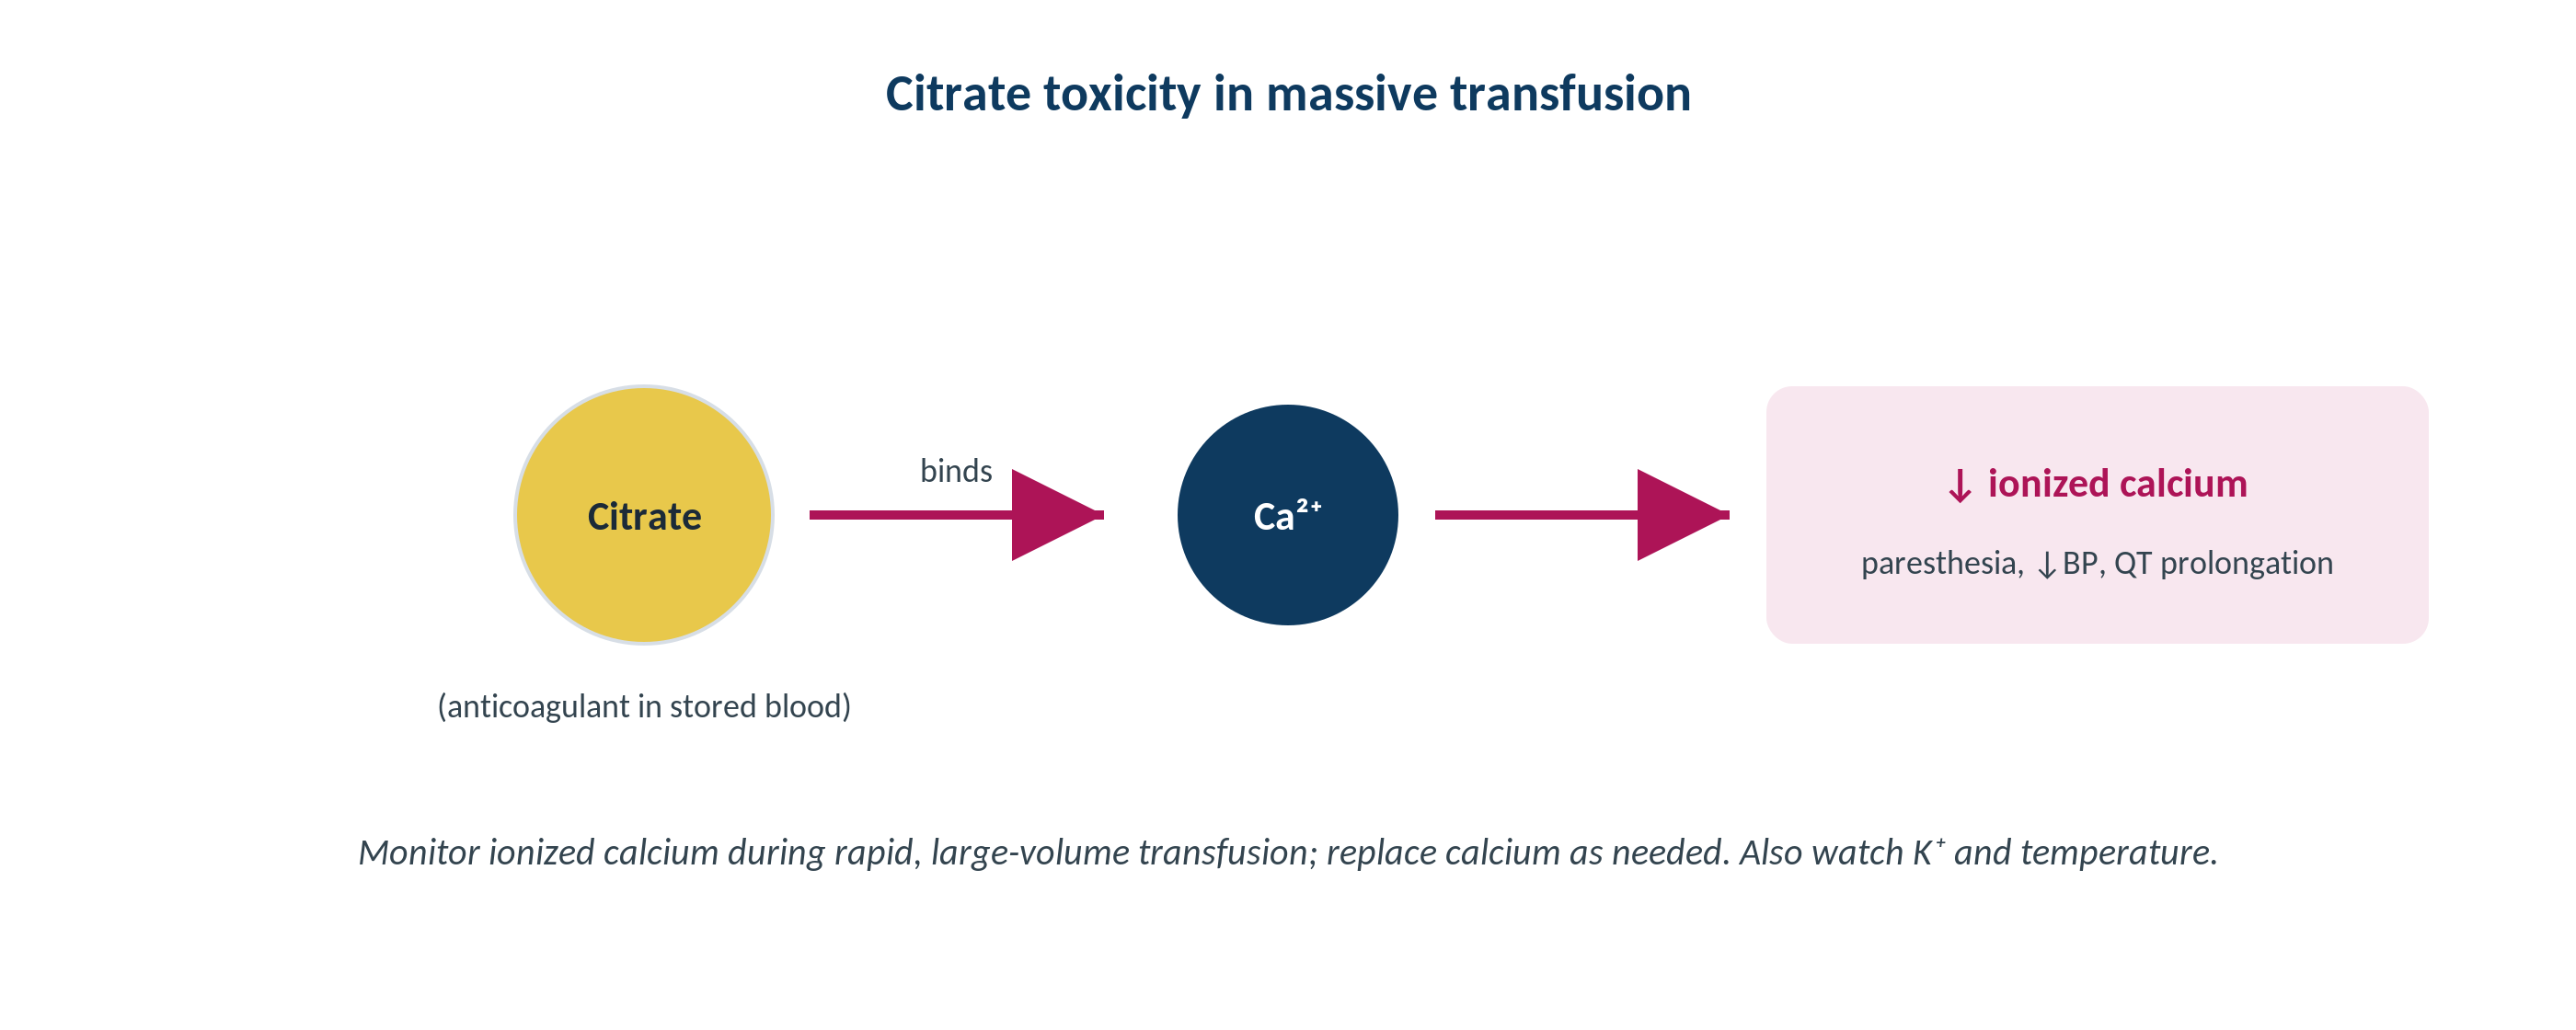 Citrate toxicity in massive transfusion
binds
Citrate
Ca²⁺
↓ ionized calcium
paresthesia, ↓BP, QT prolongation
(anticoagulant in stored blood)
Monitor ionized calcium during rapid, large-volume transfusion; replace calcium as needed. Also watch K⁺ and temperature.